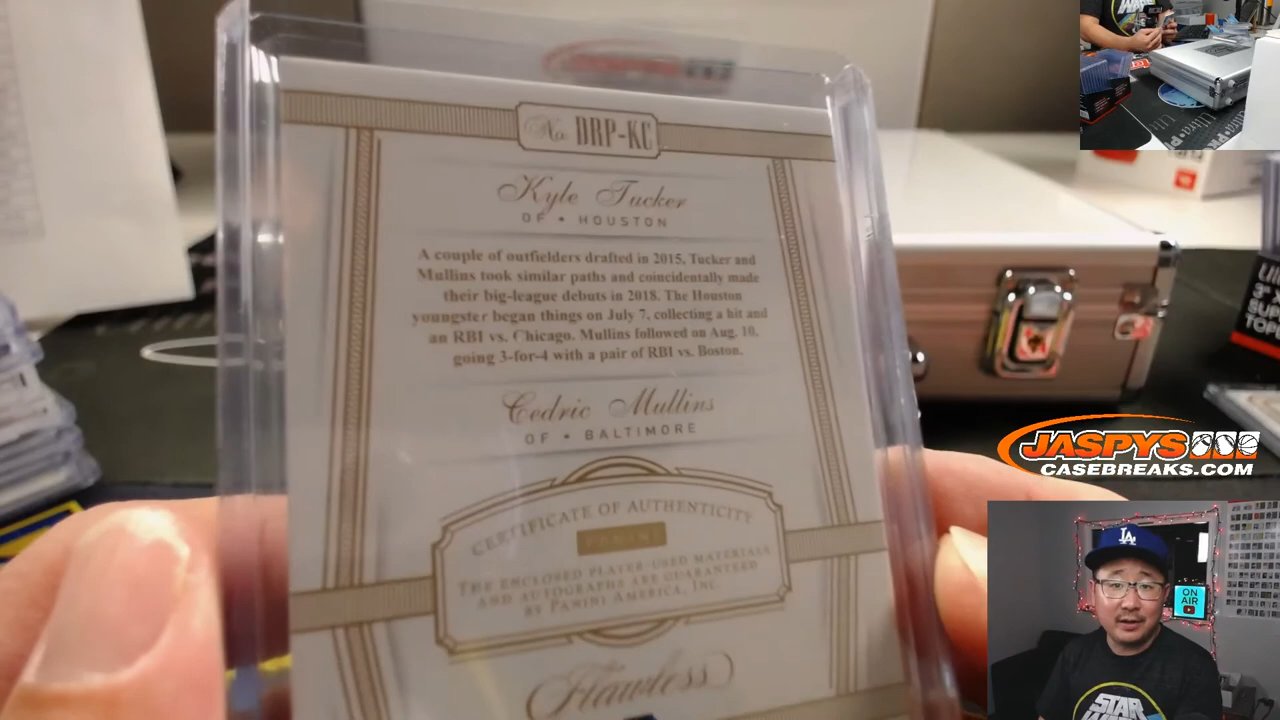 No. DRP-KC
Kyle Tucker
OF • HOUSTON
A couple of outfielders drafted in 2015, Tucker and
Mullins took similar paths and coincidentally made
their big-league debuts in 2018. The Houston
youngster began things on July 7, collecting a hit and
an RBI vs. Chicago. Mullins followed on Aug. 10,
going 3-for-4 with a pair of RBI vs. Boston.
Cedric Mullins
OF • BALTIMORE
CERTIFICATE OF AUTHENTICITY
PANINI
THE ENCLOSED PLAYER-USED MATERIALS
AND AUTOGRAPHS ARE GUARANTEED
BY PANINI AMERICA, INC.
Flawless
JASPYS
JASPYS
CASEBREAKS.COM
LA
ON
AIR
STAR